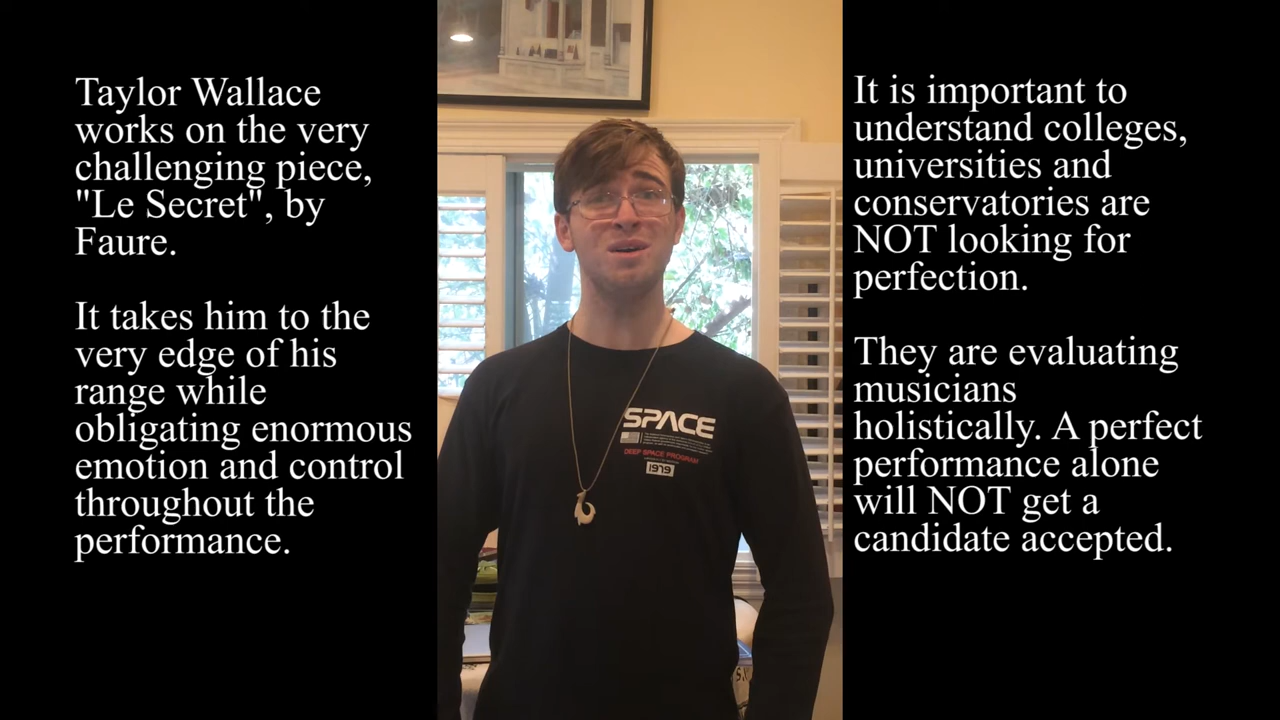 Taylor Wallace
works on the very
challenging piece,
"Le Secret", by
Faure.
It takes him to the
very edge of his
range while
obligating enormous
emotion and control
throughout the
performance.
SPACE
DEEP SPACE PROGRAM
1979
It is important to
understand colleges,
universities and
conservatories are
NOT looking for
perfection.
They are evaluating
musicians
holistically. A perfect
performance alone
will NOT get a
candidate accepted.